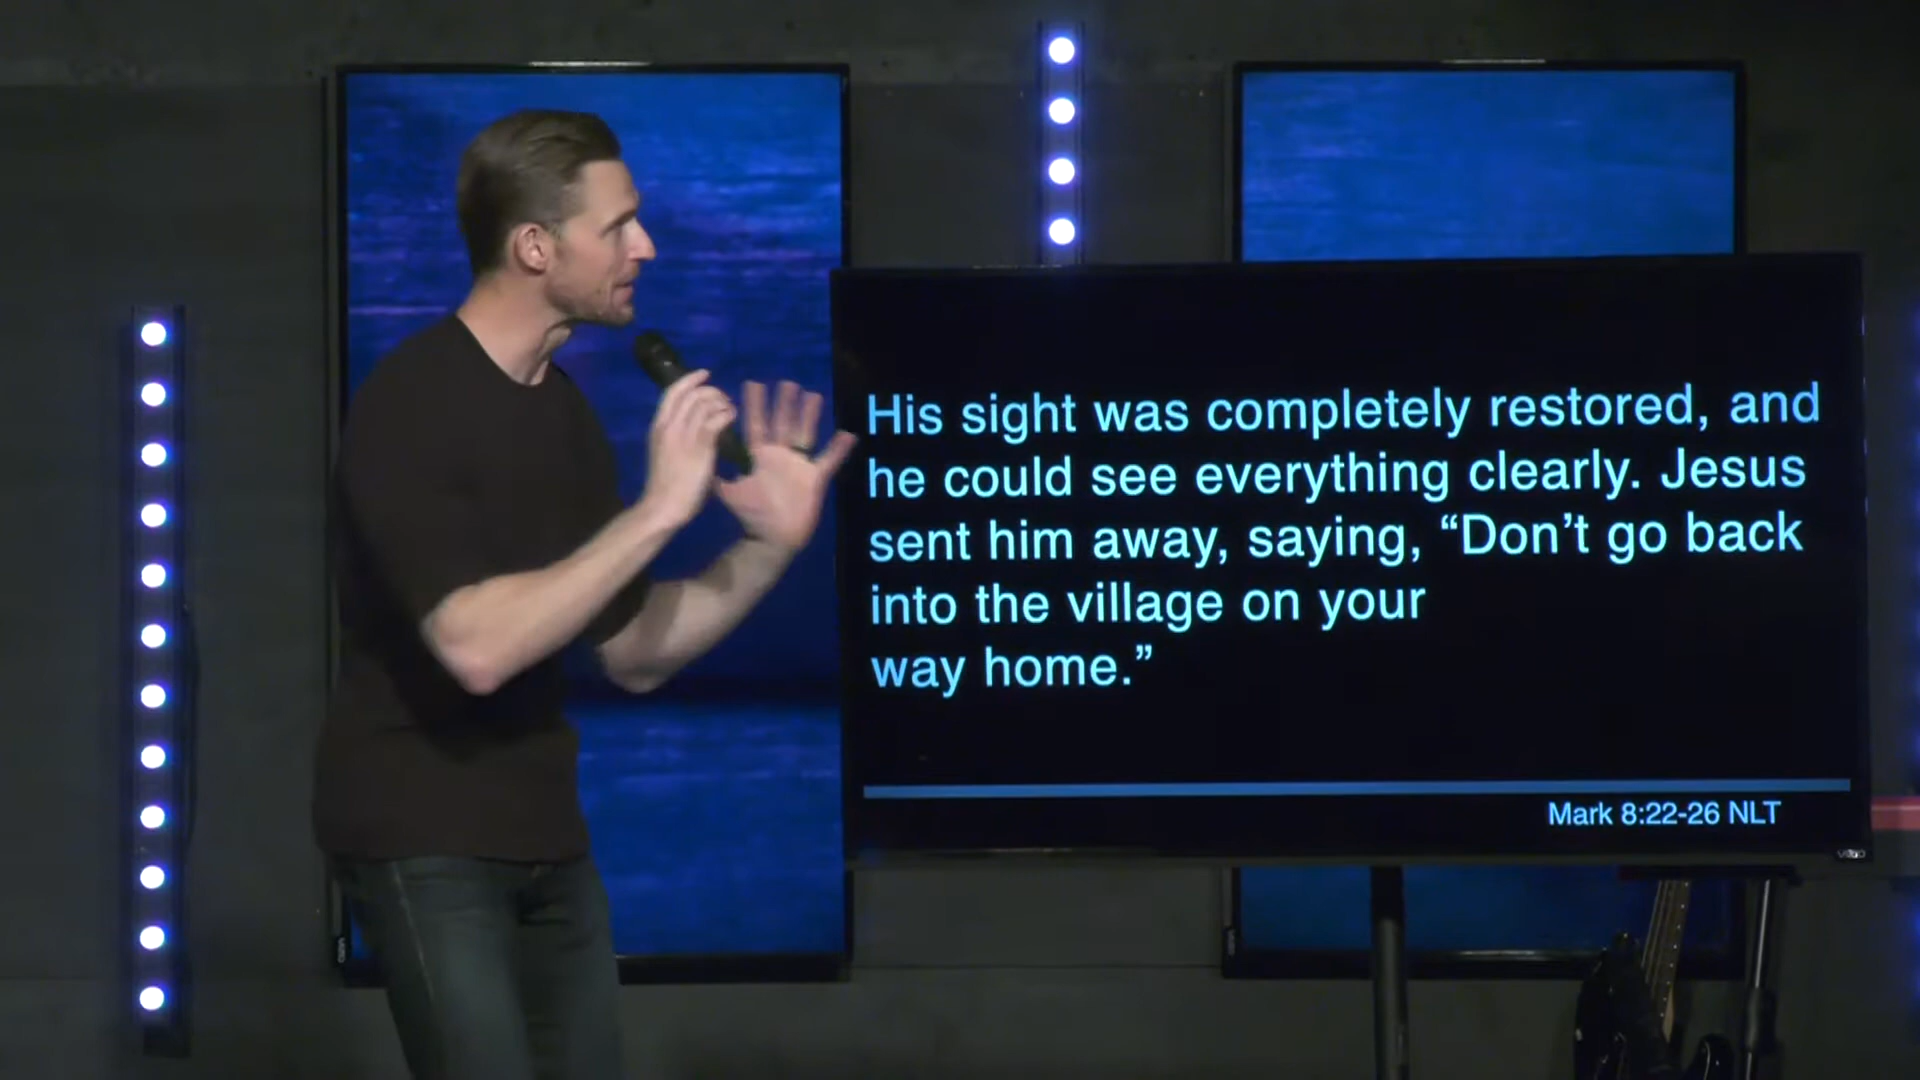 His sight was completely restored, and
he could see everything clearly. Jesus
sent him away, saying, “Don’t go back
into the village on your
way home.”
Mark 8:22-26 NLT
VIZIO